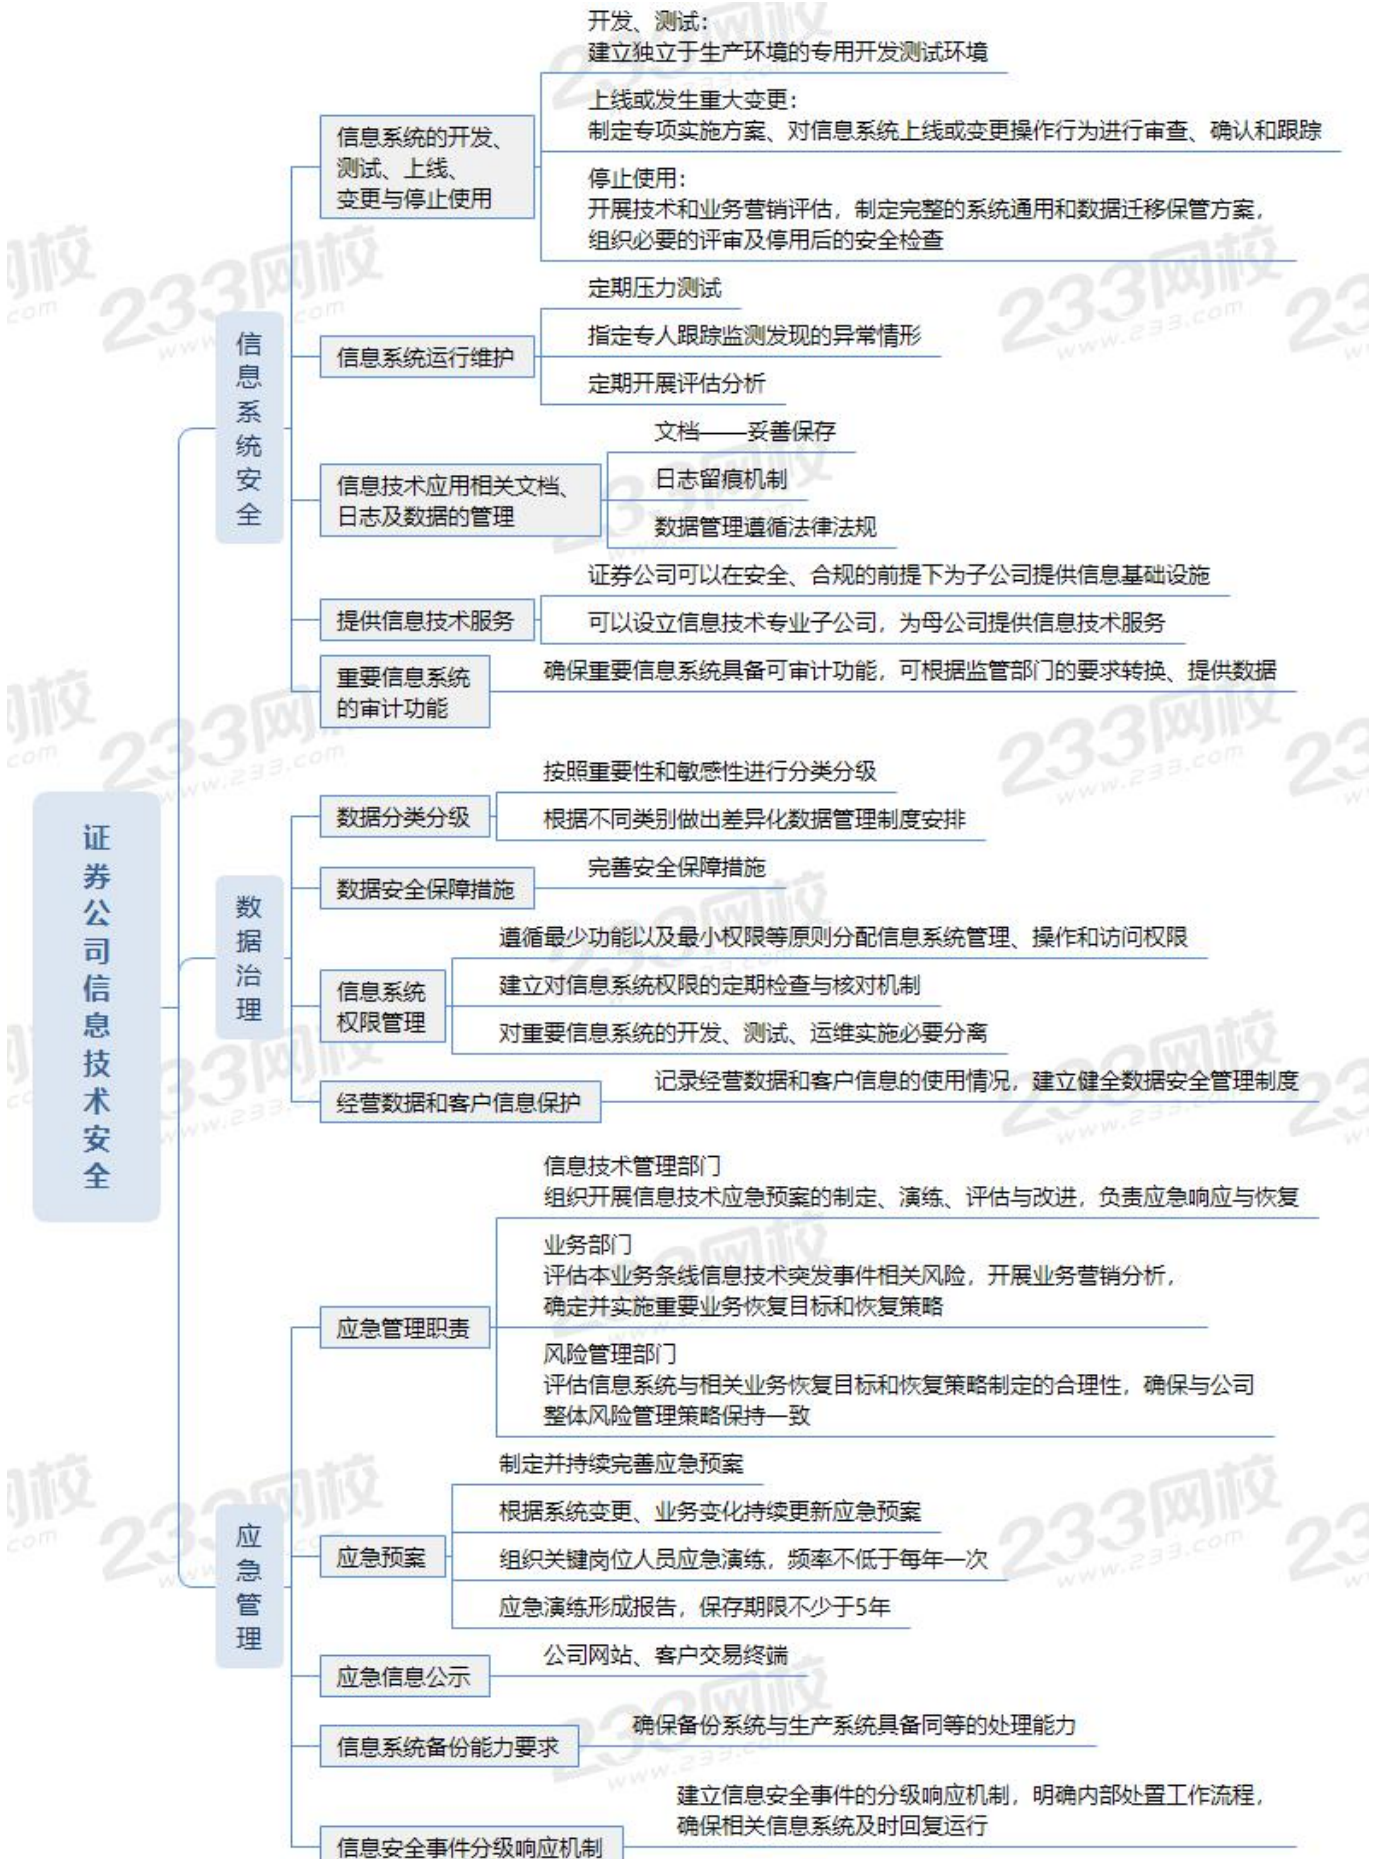 证券公司信息技术安全
信息系统安全
信息系统的开发、
测试、上线、
变更与停止使用
开发、测试：
建立独立于生产环境的专用开发测试环境
上线或发生重大变更：
制定专项实施方案、对信息系统上线或变更操作行为进行审查、确认和跟踪
停止使用：
开展技术和业务营销评估，制定完整的系统通用和数据迁移保管方案，
组织必要的评审及停用后的安全检查
信息系统运行维护
定期压力测试
指定专人跟踪监测发现的异常情形
定期开展评估分析
信息技术应用相关文档、
日志及数据的管理
文档——妥善保存
日志留痕机制
数据管理遵循法律法规
提供信息技术服务
证券公司可以在安全、合规的前提下为子公司提供信息基础设施
可以设立信息技术专业子公司，为母公司提供信息技术服务
重要信息系统
的审计功能
确保重要信息系统具备可审计功能，可根据监管部门的要求转换、提供数据
数据治理
数据分类分级
按照重要性和敏感性进行分类分级
根据不同类别做出差异化数据管理制度安排
数据安全保障措施
完善安全保障措施
信息系统
权限管理
遵循最少功能以及最小权限等原则分配信息系统管理、操作和访问权限
建立对信息系统权限的定期检查与核对机制
对重要信息系统的开发、测试、运维实施必要分离
经营数据和客户信息保护
记录经营数据和客户信息的使用情况，建立健全数据安全管理制度
应急管理
应急管理职责
信息技术管理部门
组织开展信息技术应急预案的制定、演练、评估与改进，负责应急响应与恢复
业务部门
评估本业务条线信息技术突发事件相关风险，开展业务营销分析，
确定并实施重要业务恢复目标和恢复策略
风险管理部门
评估信息系统与相关业务恢复目标和恢复策略制定的合理性，确保与公司
整体风险管理策略保持一致
应急预案
制定并持续完善应急预案
根据系统变更、业务变化持续更新应急预案
组织关键岗位人员应急演练，频率不低于每年一次
应急演练形成报告，保存期限不少于5年
应急信息公示
公司网站、客户交易终端
信息系统备份能力要求
确保备份系统与生产系统具备同等的处理能力
信息安全事件分级响应机制
建立信息安全事件的分级响应机制，明确内部处置工作流程，
确保相关信息系统及时回复运行
233网校
www.233.com